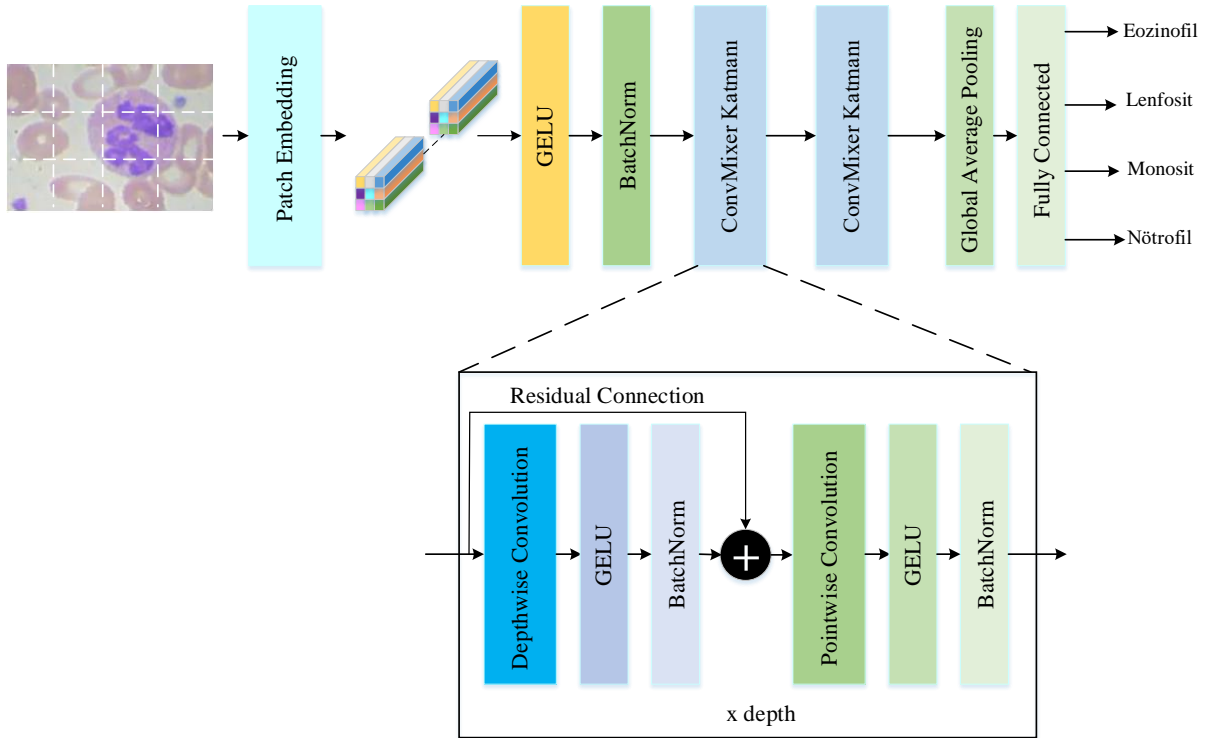 Patch Embedding
GELU
BatchNorm
ConvMixer Katmanı
ConvMixer Katmanı
Global Average Pooling
Fully Connected
Eozinofil
Lenfosit
Monosit
Nötrofil
Residual Connection
Depthwise Convolution
GELU
BatchNorm
+
Pointwise Convolution
GELU
BatchNorm
x depth